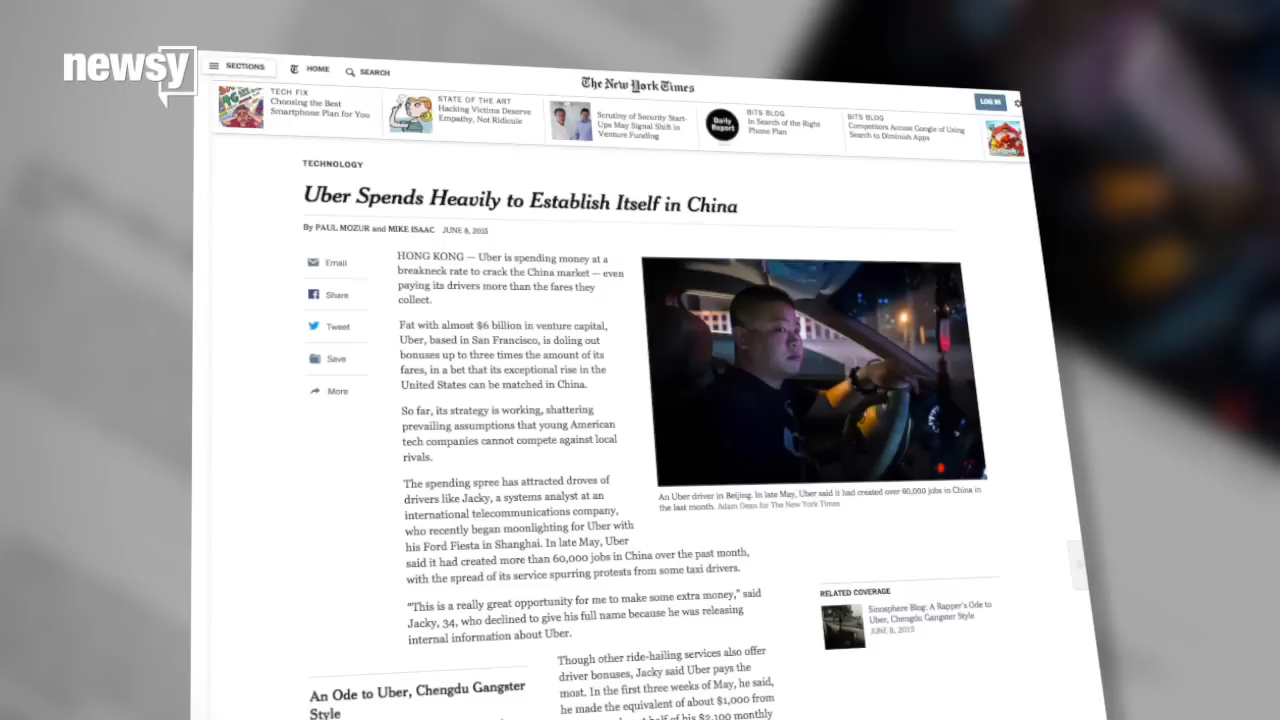 newsy
SECTIONS
HOME
SEARCH
The New York Times
LOG IN
TECH FIX
Choosing the Best
Smartphone Plan for You
STATE OF THE ART
Hacking Victims Deserve
Empathy, Not Ridicule
Scrutiny of Security Start-
Ups May Signal Shift in
Venture Funding
Daily
Report
BITS BLOG
In Search of the Right
Phone Plan
BITS BLOG
Competitors Accuse Google of Using
Search to Diminish Apps
TECHNOLOGY
Uber Spends Heavily to Establish Itself in China
By PAUL MOZUR and MIKE ISAAC JUNE 8, 2015
Email
Share
Tweet
Save
More
HONG KONG — Uber is spending money at a
breakneck rate to crack the China market — even
paying its drivers more than the fares they
collect.
Fat with almost $6 billion in venture capital,
Uber, based in San Francisco, is doling out
bonuses up to three times the amount of its
fares, in a bet that its exceptional rise in the
United States can be matched in China.
So far, its strategy is working, shattering
prevailing assumptions that young American
tech companies cannot compete against local
rivals.
The spending spree has attracted droves of
drivers like Jacky, a systems analyst at an
international telecommunications company,
who recently began moonlighting for Uber with
his Ford Fiesta in Shanghai. In late May, Uber
said it had created more than 60,000 jobs in China over the past month,
with the spread of its service spurring protests from some taxi drivers.
“This is a really great opportunity for me to make some extra money,” said
Jacky, 34, who declined to give his full name because he was releasing
internal information about Uber.
An Uber driver in Beijing. In late May, Uber said it had created over 60,000 jobs in China in
the last month. Adam Dean for The New York Times
RELATED COVERAGE
Sinosphere Blog: A Rapper's Ode to
Uber, Chengdu Gangster Style
JUNE 8, 2015
An Ode to Uber, Chengdu Gangster
Style
Though other ride-hailing services also offer
driver bonuses, Jacky said Uber pays the
most. In the first three weeks of May, he said,
he made the equivalent of about $1,000 from
half of his $2,100 monthly